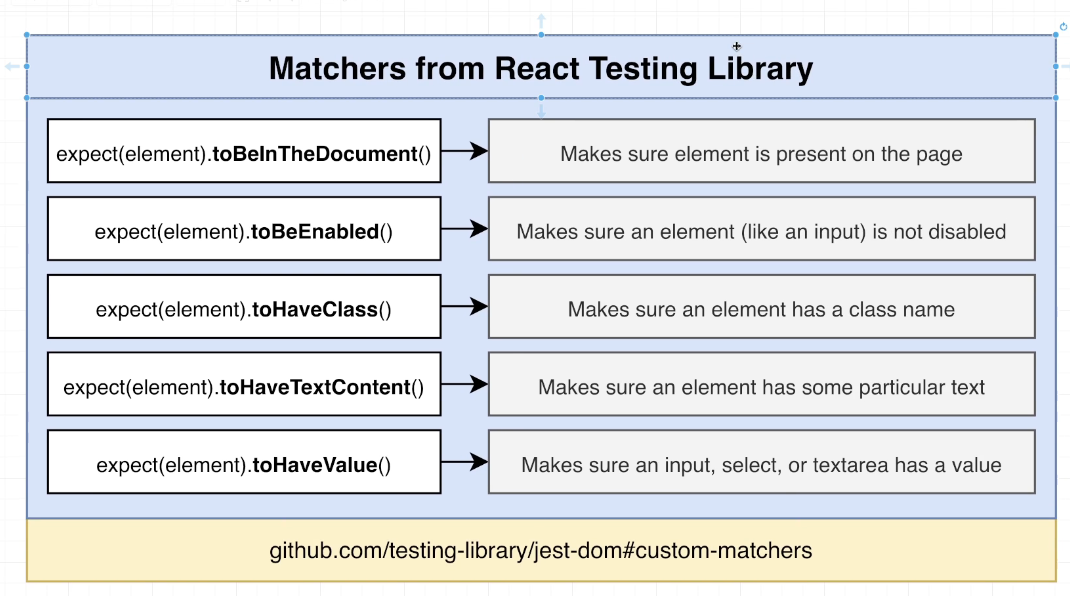 Matchers from React Testing Library
expect(element).toBeInTheDocument()
Makes sure element is present on the page
expect(element).toBeEnabled()
Makes sure an element (like an input) is not disabled
expect(element).toHaveClass()
Makes sure an element has a class name
expect(element).toHaveTextContent()
Makes sure an element has some particular text
expect(element).toHaveValue()
Makes sure an input, select, or textarea has a value
github.com/testing-library/jest-dom#custom-matchers